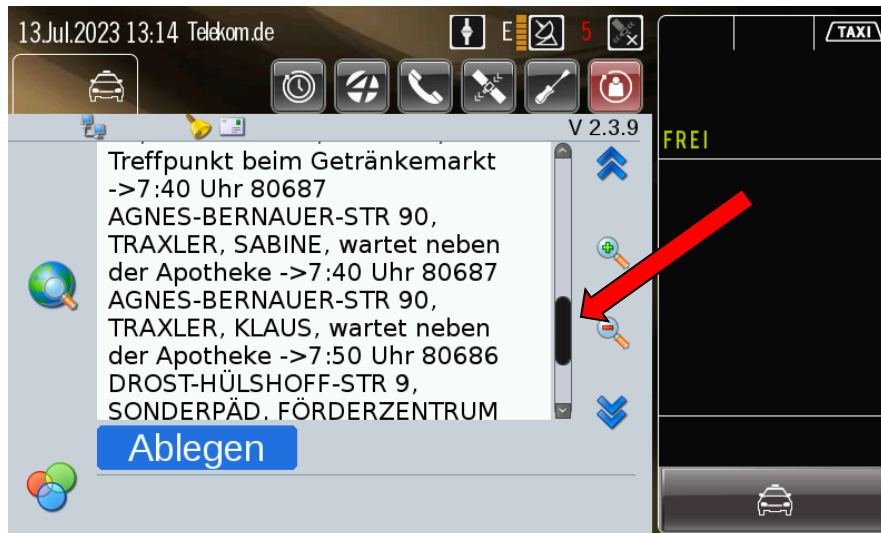 13.Jul.2023 13:14 Telekom.de
E
5
TAXI
V 2.3.9
FREI
Treffpunkt beim Getränkemarkt
->7:40 Uhr 80687
AGNES-BERNAUER-STR 90,
TRAXLER, SABINE, wartet neben
der Apotheke ->7:40 Uhr 80687
AGNES-BERNAUER-STR 90,
TRAXLER, KLAUS, wartet neben
der Apotheke ->7:50 Uhr 80686
DROST-HÜLSHOFF-STR 9,
SONDERPÄD. FÖRDERZENTRUM
Ablegen